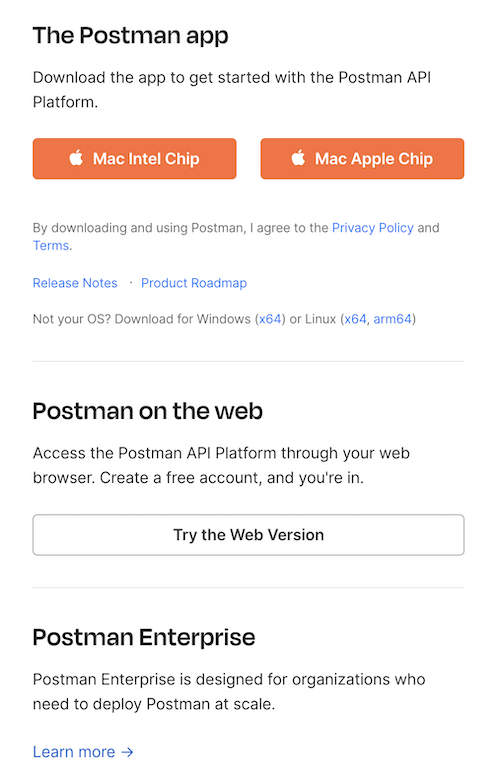 The Postman app
Download the app to get started with the Postman API
Platform.
Mac Intel Chip
Mac Apple Chip
By downloading and using Postman, I agree to the Privacy Policy and
Terms.
Release Notes · Product Roadmap
Not your OS? Download for Windows (x64) or Linux (x64, arm64)
Postman on the web
Access the Postman API Platform through your web
browser. Create a free account, and you're in.
Try the Web Version
Postman Enterprise
Postman Enterprise is designed for organizations who
need to deploy Postman at scale.
Learn more →